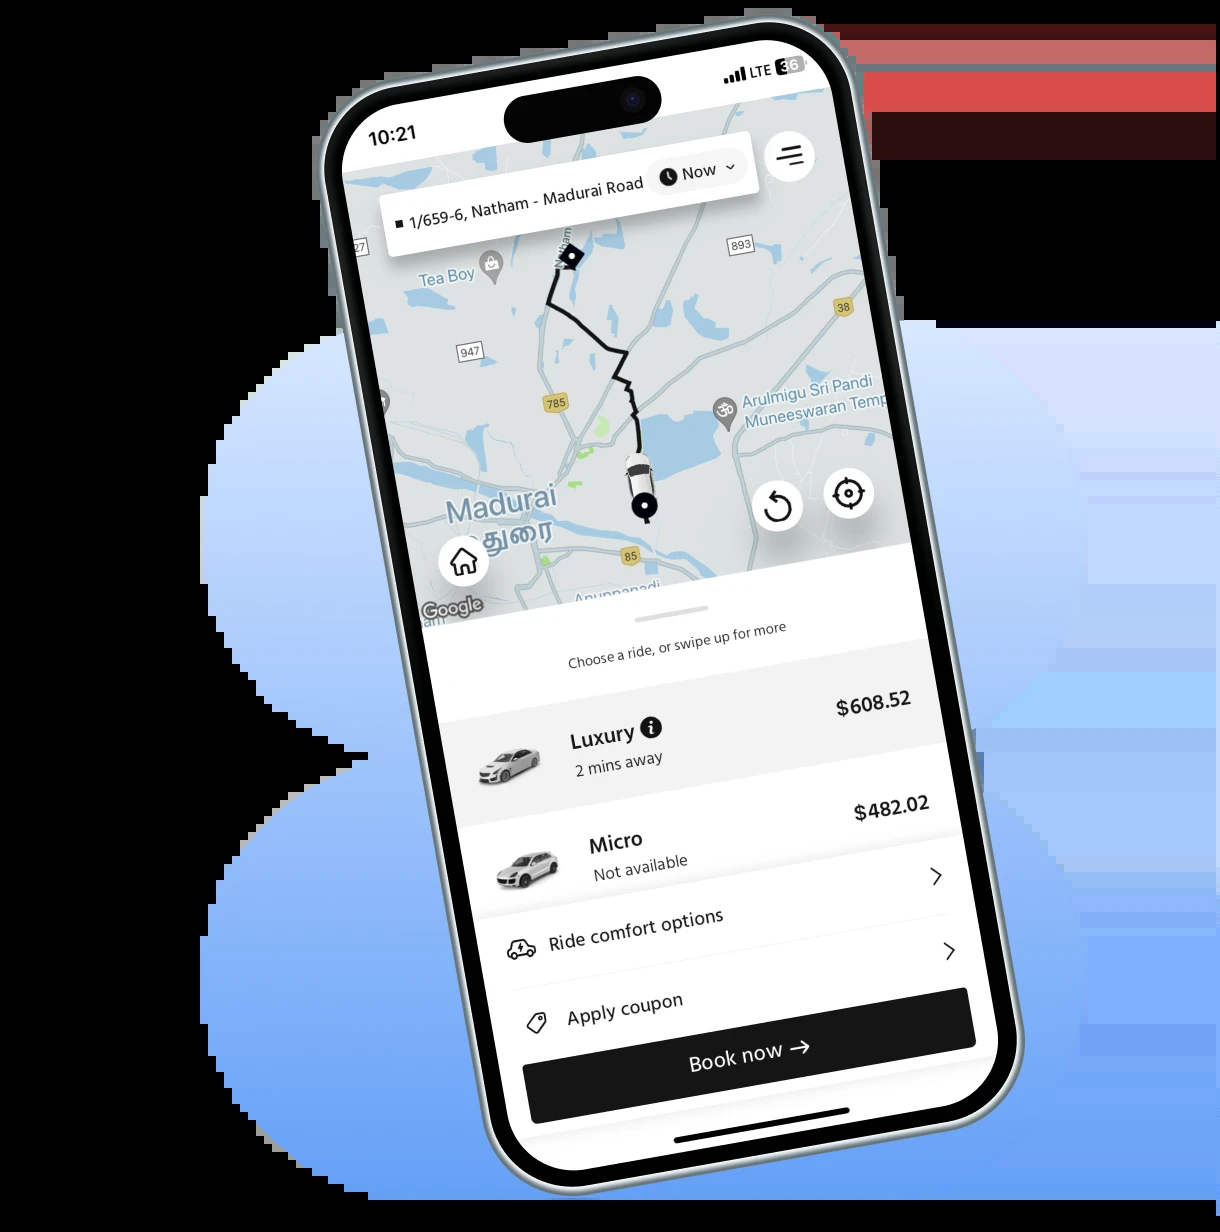 10:21
LTE 36
1/659-6, Natham - Madurai Road
Now
27
Natham
893
Tea Boy
38
947
785
Arulmigu Sri Pandi
Muneeswaran Temp
Madurai
துரை
85
Anuppanadi
Google
am
Choose a ride, or swipe up for more
Luxury
$608.52
2 mins away
Micro
$482.02
Not available
Ride comfort options
Apply coupon
Book now →